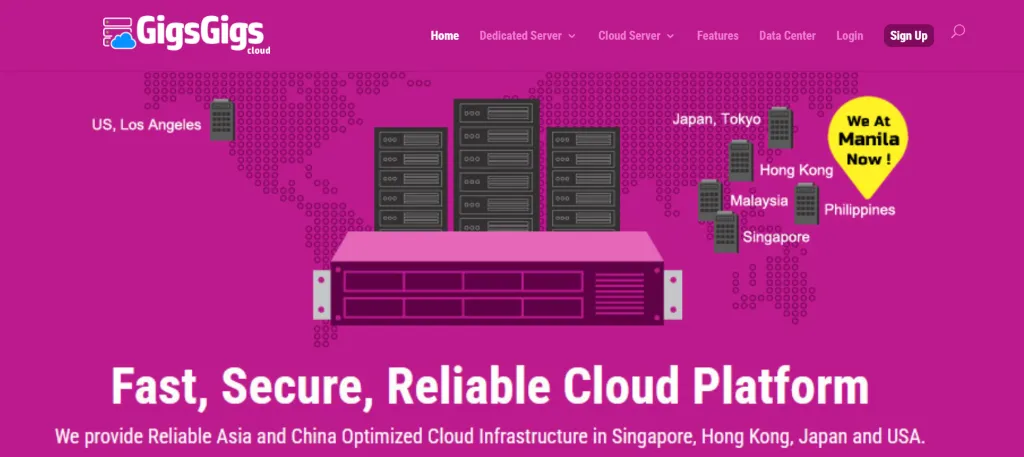 GigsGigs
cloud
Home Dedicated Server Cloud Server Features Data Center Login Sign Up
US, Los Angeles
Japan, Tokyo
We At
Manila
Now !
Hong Kong
Malaysia
Philippines
Singapore
Fast, Secure, Reliable Cloud Platform
We provide Reliable Asia and China Optimized Cloud Infrastructure in Singapore, Hong Kong, Japan and USA.